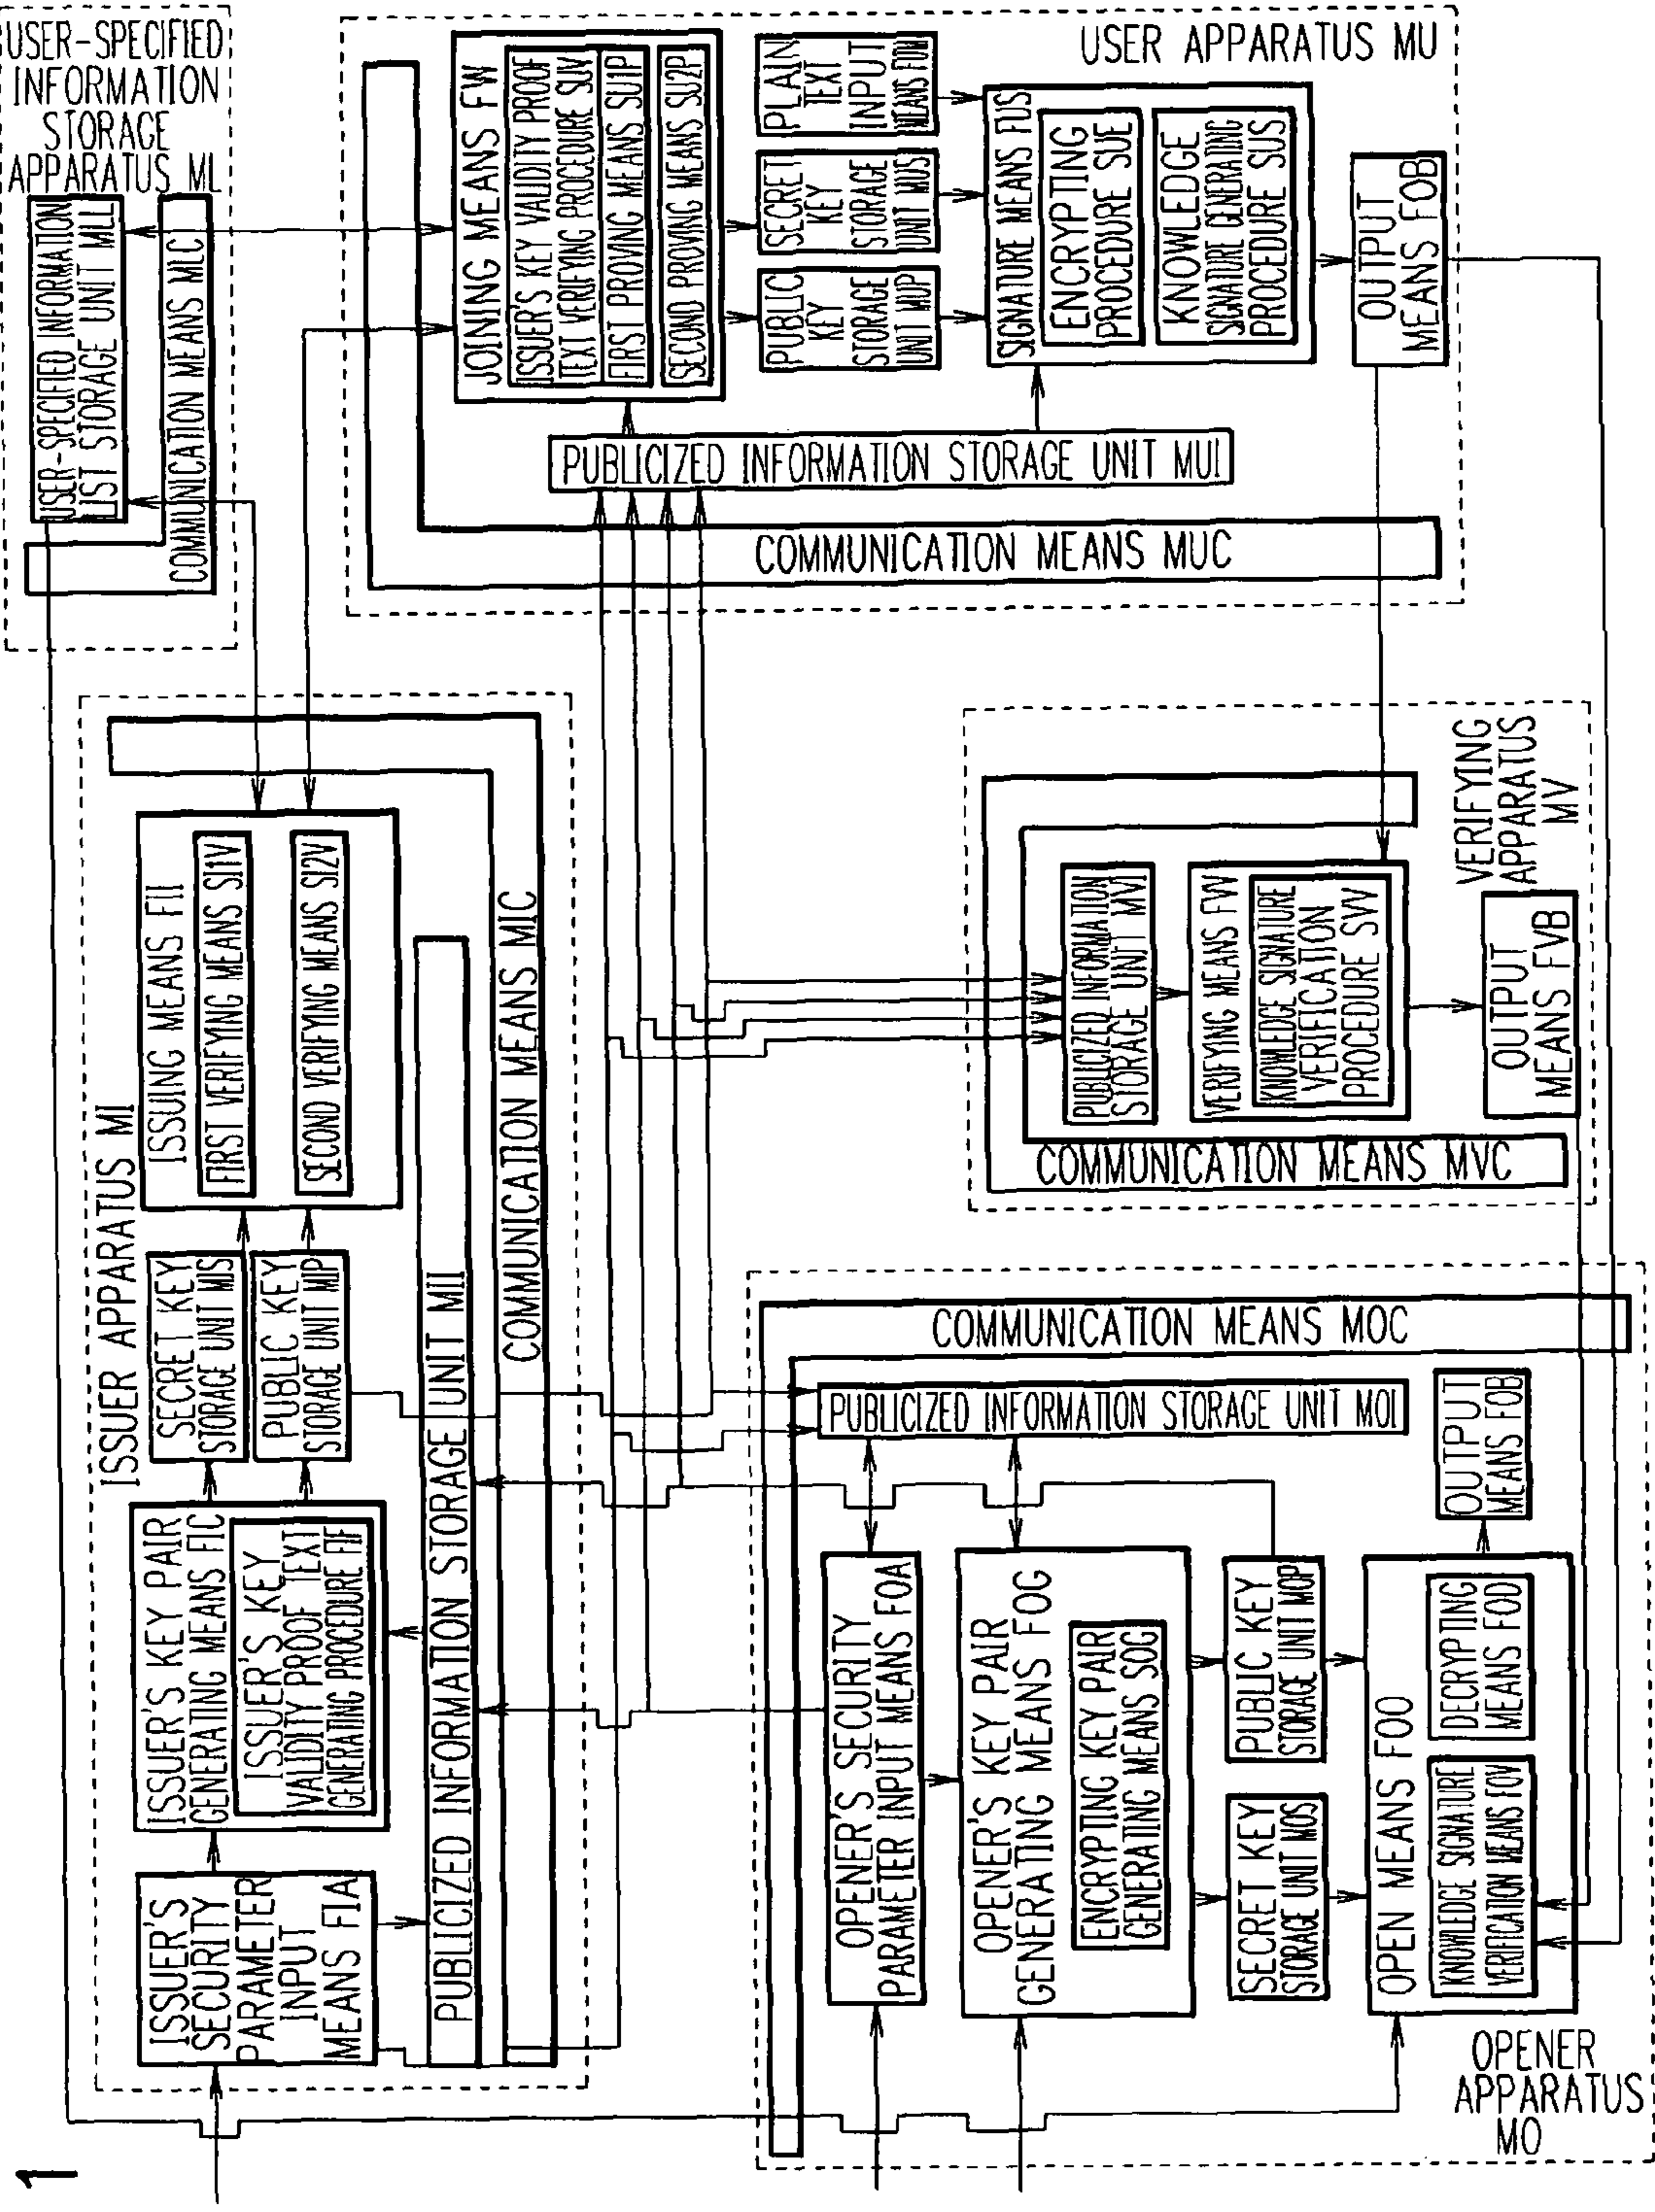 1
USER-SPECIFIED
INFORMATION
STORAGE
APPARATUS ML
USER-SPECIFIED INFORMATION
LIST STORAGE UNIT MLL
COMMUNICATION MEANS MLC
USER APPARATUS MU
JOINING MEANS FW
ISSUER'S KEY VALIDITY PROOF
TEXT VERIFYING PROCEDURE SUV
FIRST PROVING MEANS SU1P
SECOND PROVING MEANS SU2P
PLAIN
TEXT
INPUT
MEANS FUM
SECRET
KEY
STORAGE
UNIT MUS
PUBLIC
KEY
STORAGE
UNIT MUP
SIGNATURE MEANS FUS
ENCRYPTING
PROCEDURE SUE
KNOWLEDGE
SIGNATURE GENERATING
PROCEDURE SUS
OUTPUT
MEANS FOB
PUBLICIZED INFORMATION STORAGE UNIT MUI
COMMUNICATION MEANS MUC
ISSUER APPARATUS MI
ISSUER'S
SECURITY
PARAMETER
INPUT
MEANS FIA
ISSUER'S KEY PAIR
GENERATING MEANS FIC
ISSUER'S KEY
VALIDITY PROOF TEXT
GENERATING PROCEDURE FIF
SECRET KEY
STORAGE UNIT MIS
PUBLIC KEY
STORAGE UNIT MIP
ISSUING MEANS FII
FIRST VERIFYING MEANS SI1V
SECOND VERIFYING MEANS SI2V
PUBLICIZED INFORMATION STORAGE UNIT MII
COMMUNICATION MEANS MIC
VERIFYING
APPARATUS
MV
PUBLICIZED INFORMATION
STORAGE UNIT MVI
VERIFYING MEANS FVV
KNOWLEDGE SIGNATURE
VERIFICATION
PROCEDURE SVV
OUTPUT
MEANS FVB
COMMUNICATION MEANS MVC
COMMUNICATION MEANS MOC
PUBLICIZED INFORMATION STORAGE UNIT MOI
OPENER'S SECURITY
PARAMETER INPUT MEANS FOA
OPENER'S KEY PAIR
GENERATING MEANS FOG
ENCRYPTING KEY PAIR
GENERATING MEANS SOG
SECRET KEY
STORAGE UNIT MOS
PUBLIC KEY
STORAGE UNIT MOP
OPEN MEANS FOO
KNOWLEDGE SIGNATURE
VERIFICATION MEANS FOV
DECRYPTING
MEANS FOD
OUTPUT
MEANS FOB
OPENER
APPARATUS
MO